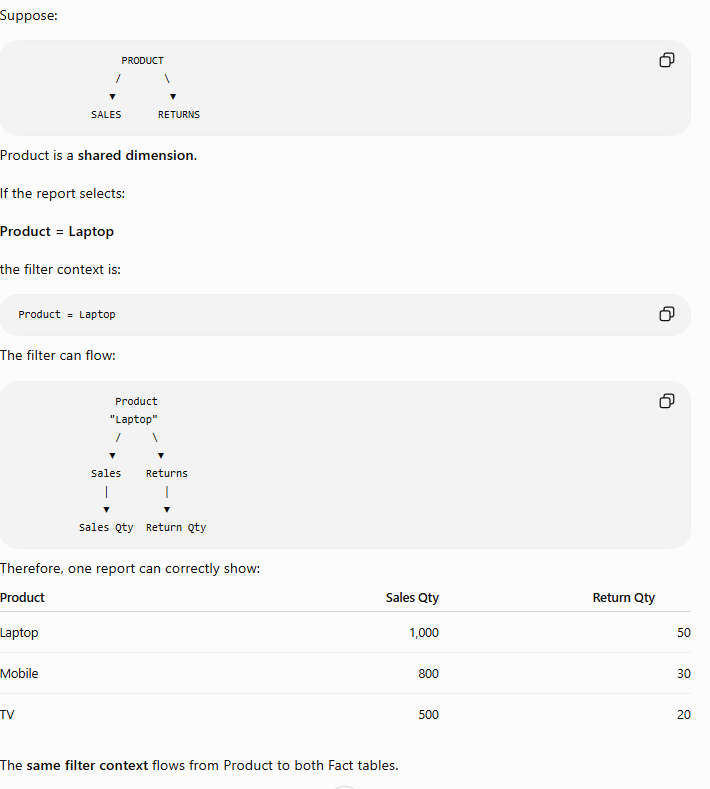 Suppose:
PRODUCT
/ \
▼ ▼
SALES RETURNS
Product is a shared dimension.
If the report selects:
Product = Laptop
the filter context is:
Product = Laptop
The filter can flow:
Product
"Laptop"
/ \
▼ ▼
Sales Returns
| |
▼ ▼
Sales Qty Return Qty
Therefore, one report can correctly show:
Product Sales Qty Return Qty
Laptop 1,000 50
Mobile 800 30
TV 500 20
The same filter context flows from Product to both Fact tables.